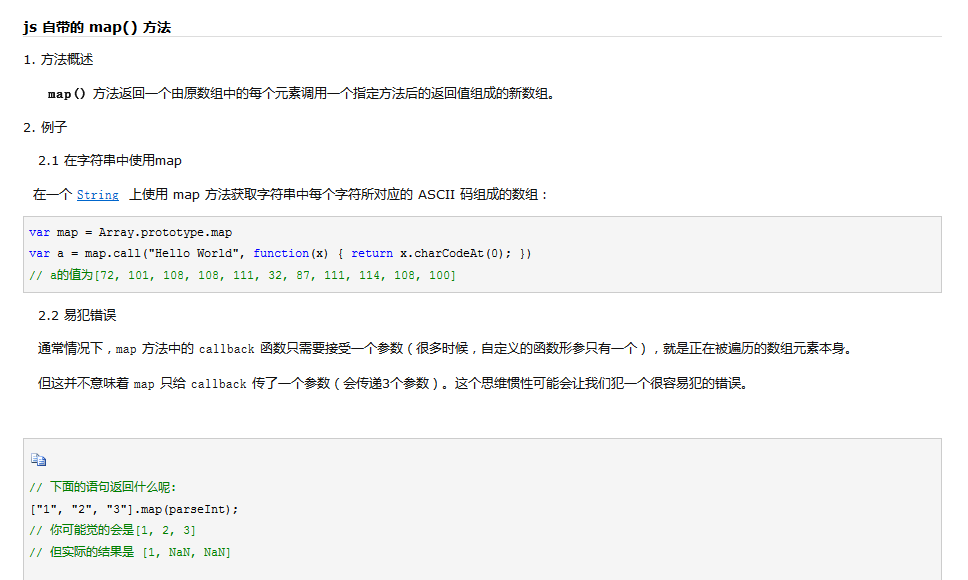 js 自带的 map() 方法
1. 方法概述
map() 方法返回一个由原数组中的每个元素调用一个指定方法后的返回值组成的新数组。
2. 例子
2.1 在字符串中使用map
在一个 String 上使用 map 方法获取字符串中每个字符所对应的 ASCII 码组成的数组：
var map = Array.prototype.map
var a = map.call("Hello World", function(x) { return x.charCodeAt(0); })
// a的值为[72, 101, 108, 108, 111, 32, 87, 111, 114, 108, 100]
2.2 易犯错误
通常情况下，map 方法中的 callback 函数只需要接受一个参数（很多时候，自定义的函数形参只有一个），就是正在被遍历的数组元素本身。
但这并不意味着 map 只给 callback 传了一个参数（会传递3个参数）。这个思维惯性可能会让我们犯一个很容易犯的错误。
// 下面的语句返回什么呢:
["1", "2", "3"].map(parseInt);
// 你可能觉的会是[1, 2, 3]
// 但实际的结果是 [1, NaN, NaN]